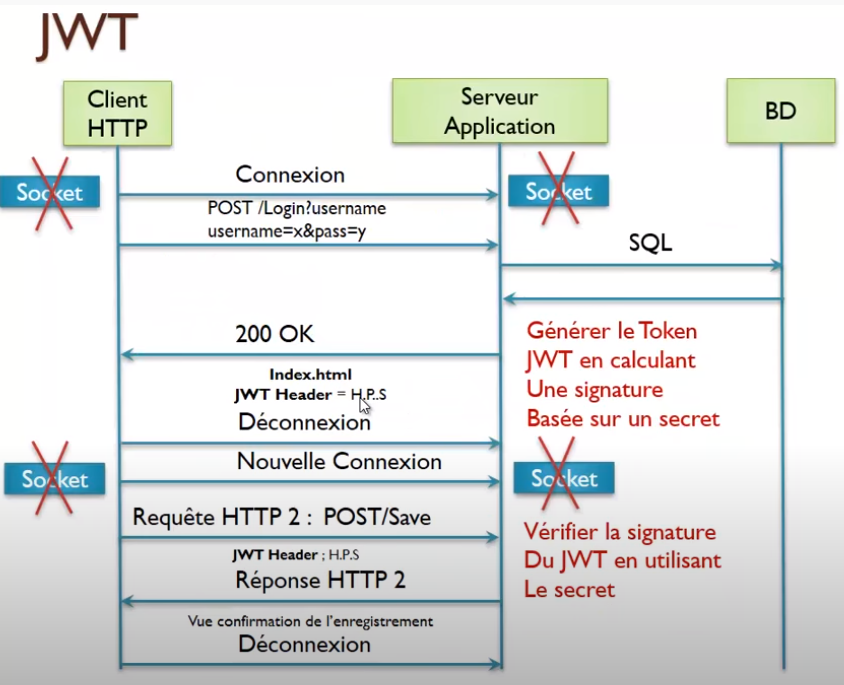 JWT
Client
HTTP
Serveur
Application
BD
Socket
Connexion
Socket
POST /Login?username
username=x&pass=y
SQL
200 OK
Générer le Token
JWT en calculant
Une signature
Basée sur un secret
Index.html
JWT Header = H.P.S
Déconnexion
Nouvelle Connexion
Socket
Socket
Requête HTTP 2 : POST/Save
Vérifier la signature
Du JWT en utilisant
Le secret
JWT Header ; H.P.S
Réponse HTTP 2
Vue confirmation de l'enregistrement
Déconnexion